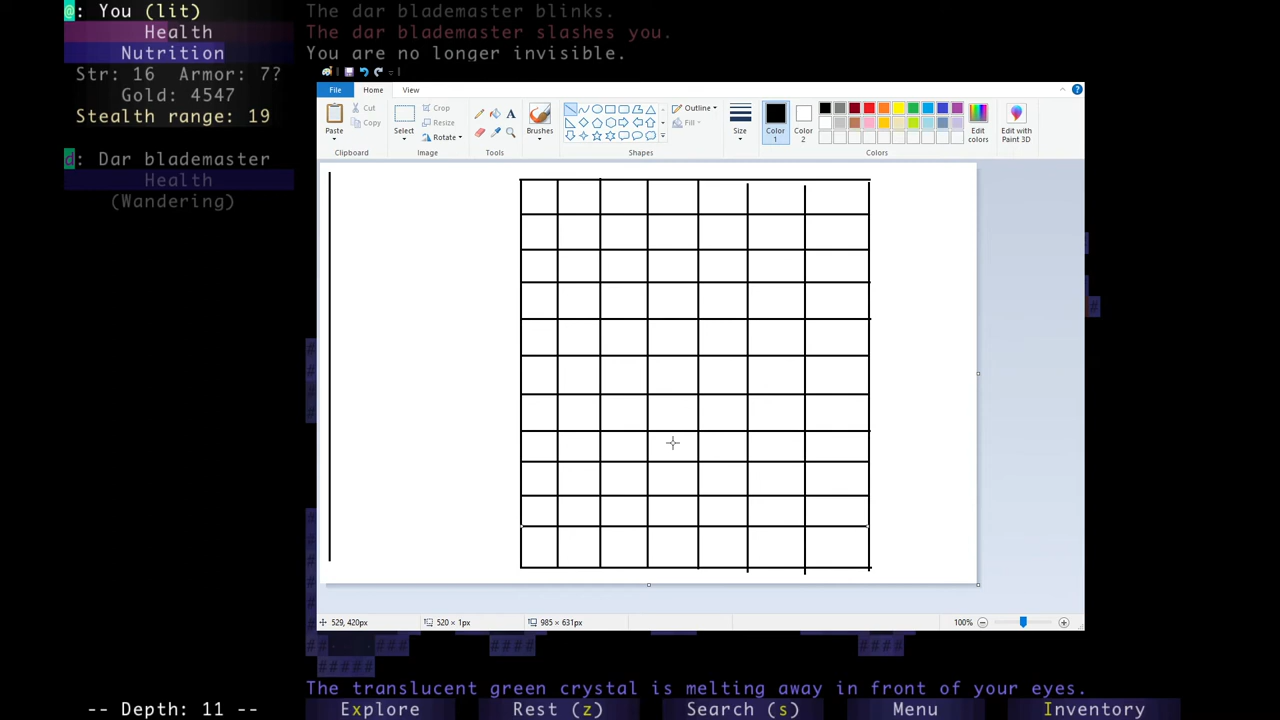 @: You (lit)
Health
Nutrition
Str: 16 Armor: 7?
Gold: 4547
Stealth range: 19
d: Dar blademaster
Health
(Wandering)
The dar blademaster blinks.
The dar blademaster slashes you.
You are no longer invisible.
File
Home
View
Paste
Cut
Copy
Clipboard
Select
Crop
Resize
Rotate
Image
Tools
Brushes
Outline
Fill
Shapes
Size
Color 1
Color 2
Edit colors
Colors
Edit with Paint 3D
529, 420px
520 × 1px
985 × 631px
100%
####
###
####
####
#####
The translucent green crystal is melting away in front of your eyes.
-- Depth: 11 --
Explore
Rest (z)
Search (s)
Menu
Inventory